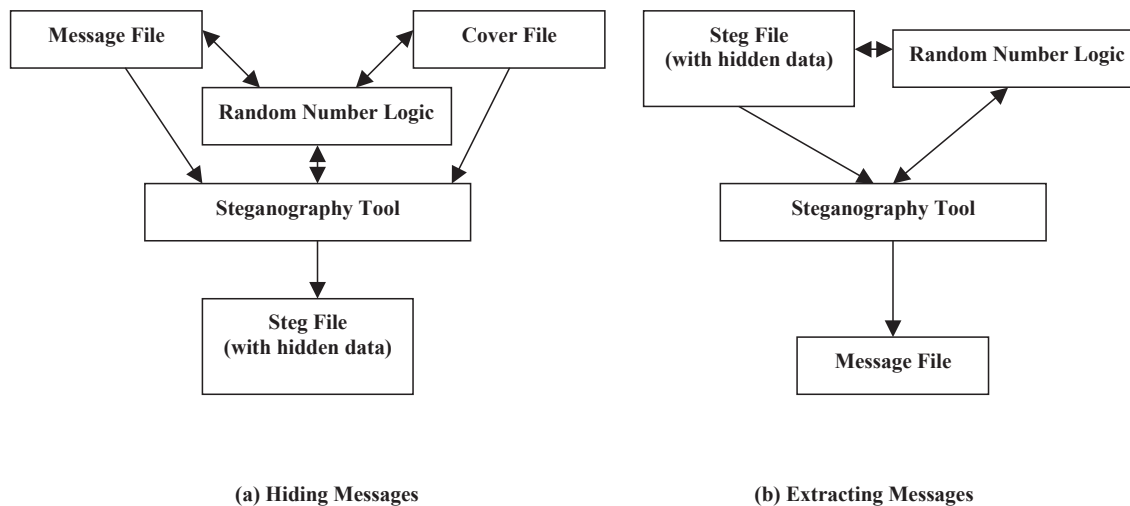 Message File
Cover File
Random Number Logic
Steganography Tool
Steg File
(with hidden data)
(a) Hiding Messages
Steg File
(with hidden data)
Random Number Logic
Steganography Tool
Message File
(b) Extracting Messages